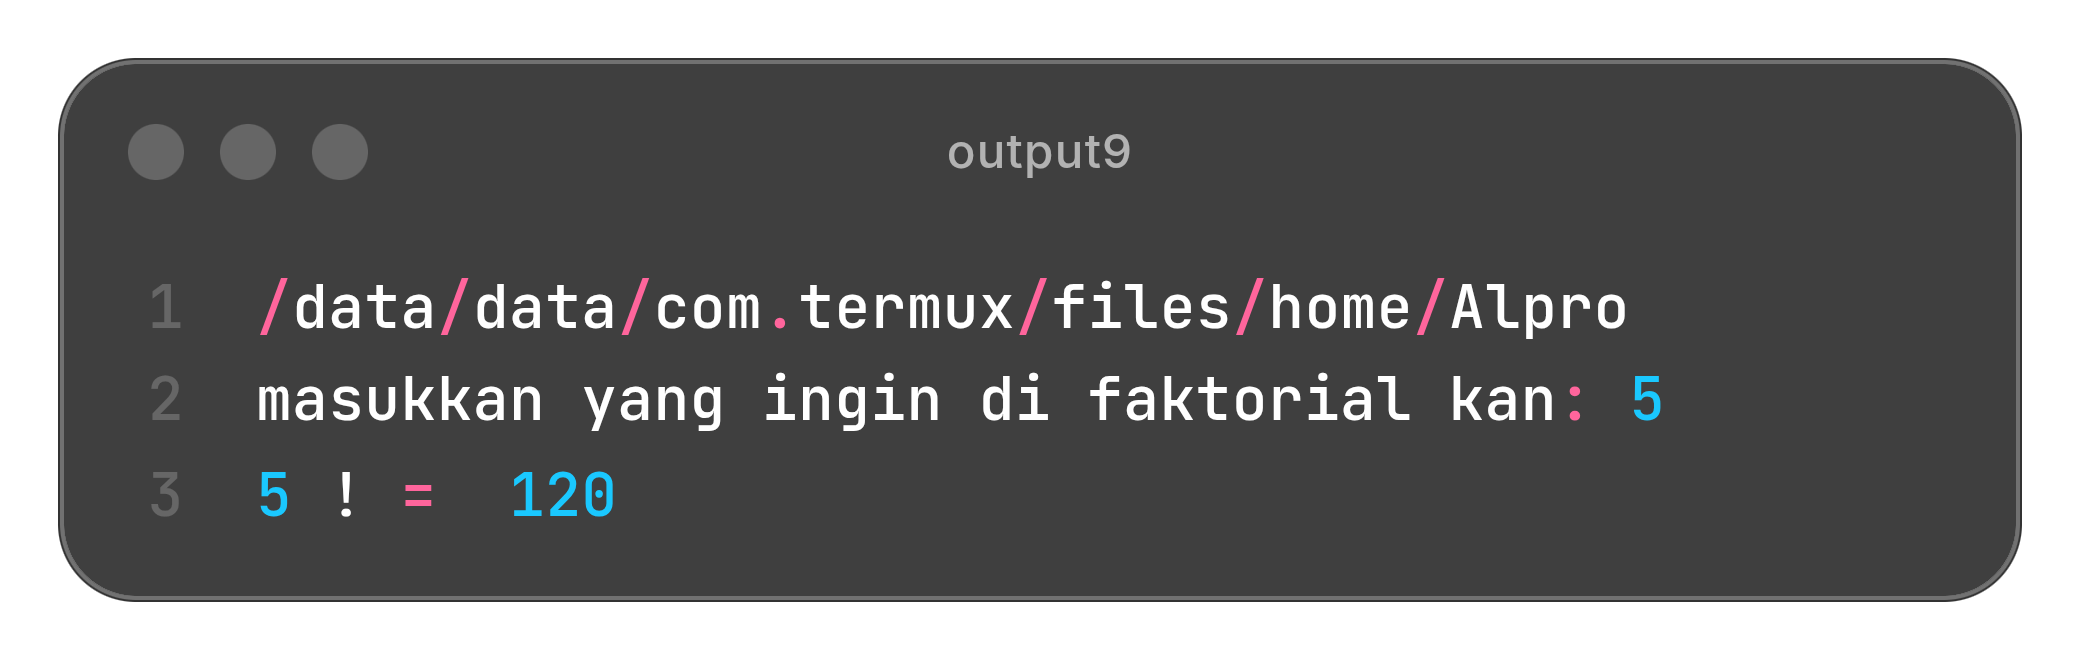 output9
1 /data/data/com.termux/files/home/Alpro
2 masukkan yang ingin di faktorial kan: 5
3 5 ! =  120